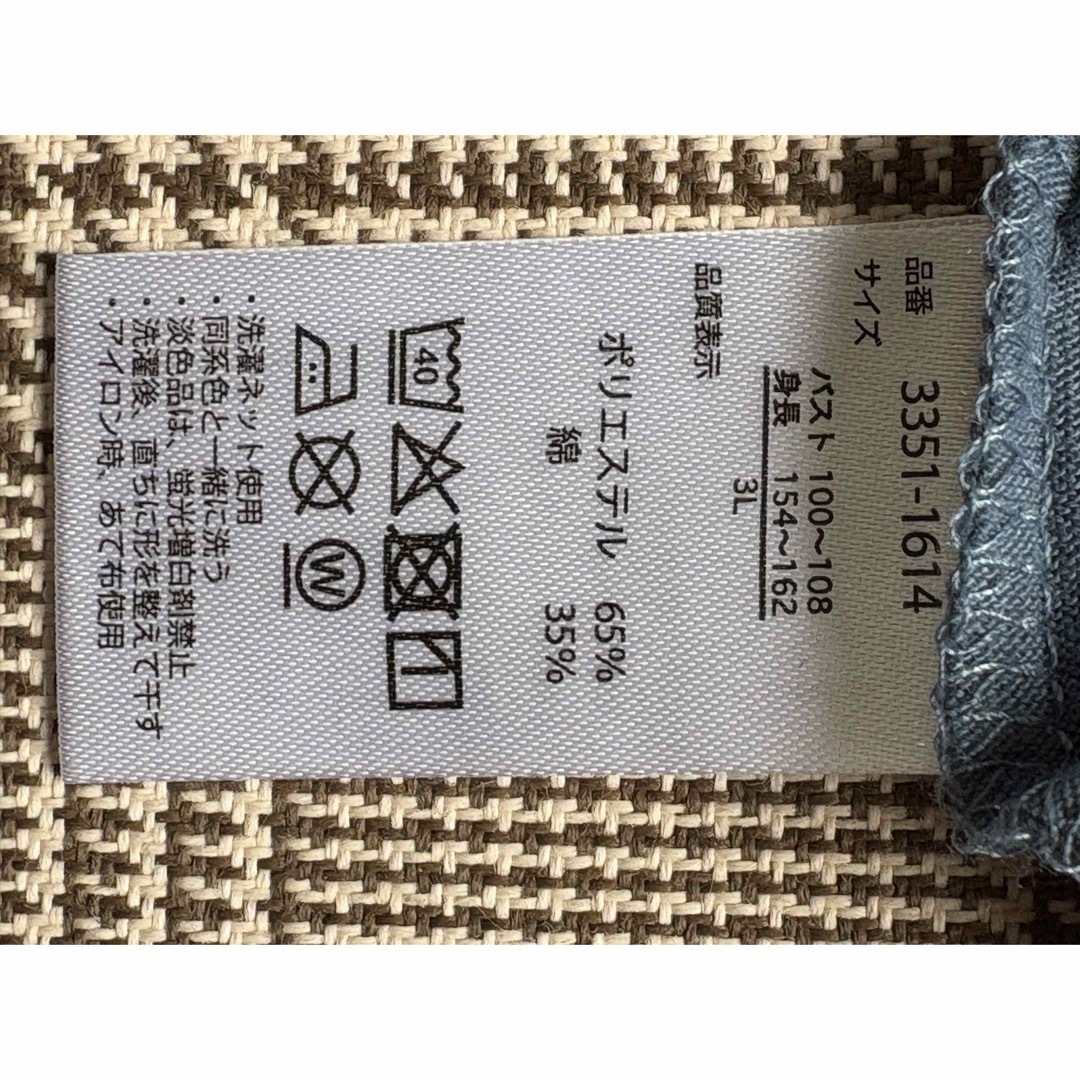 品番 3351-1614
サイズ
バスト 100〜108
身長 154〜162
3L
品質表示
ポリエステル 65%
綿 35%
40
W
・洗濯ネット使用
・同系色と一緒に洗う
・淡色品は、蛍光増白剤禁止
・洗濯後、直ちに形を整えて干す
・アイロン時、あて布使用